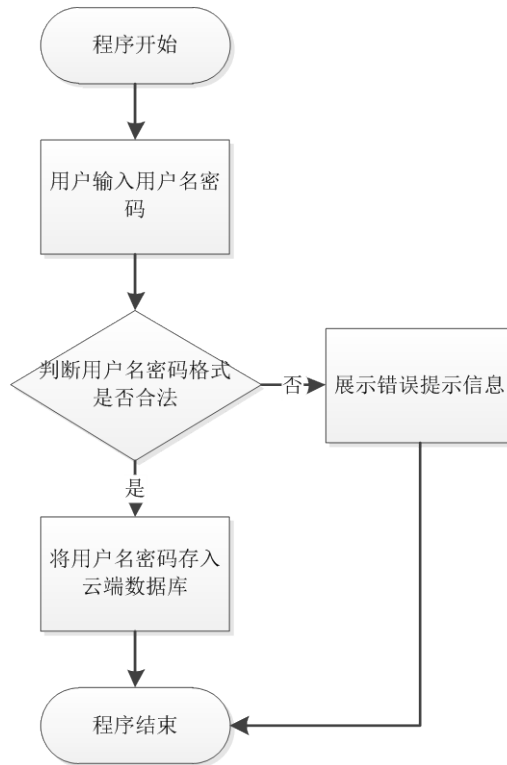 程序开始
用户输入用户名密
码
判断用户名密码格式
是否合法
否
展示错误提示信息
是
将用户名密码存入
云端数据库
程序结束